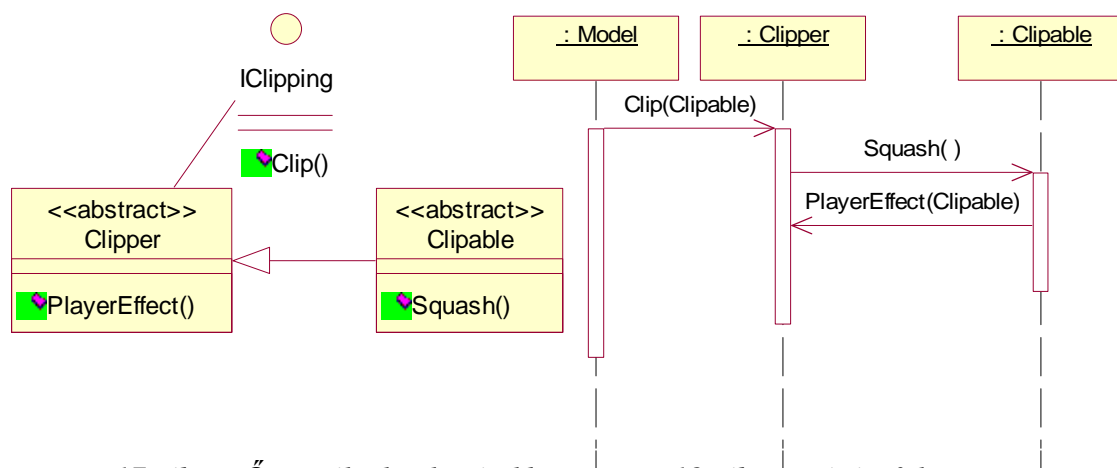 IClipping
Clip()
<<abstract>>
Clipper
PlayerEffect()
<<abstract>>
Clipable
Squash()
: Model
: Clipper
: Clipable
Clip(Clipable)
Squash( )
PlayerEffect(Clipable)